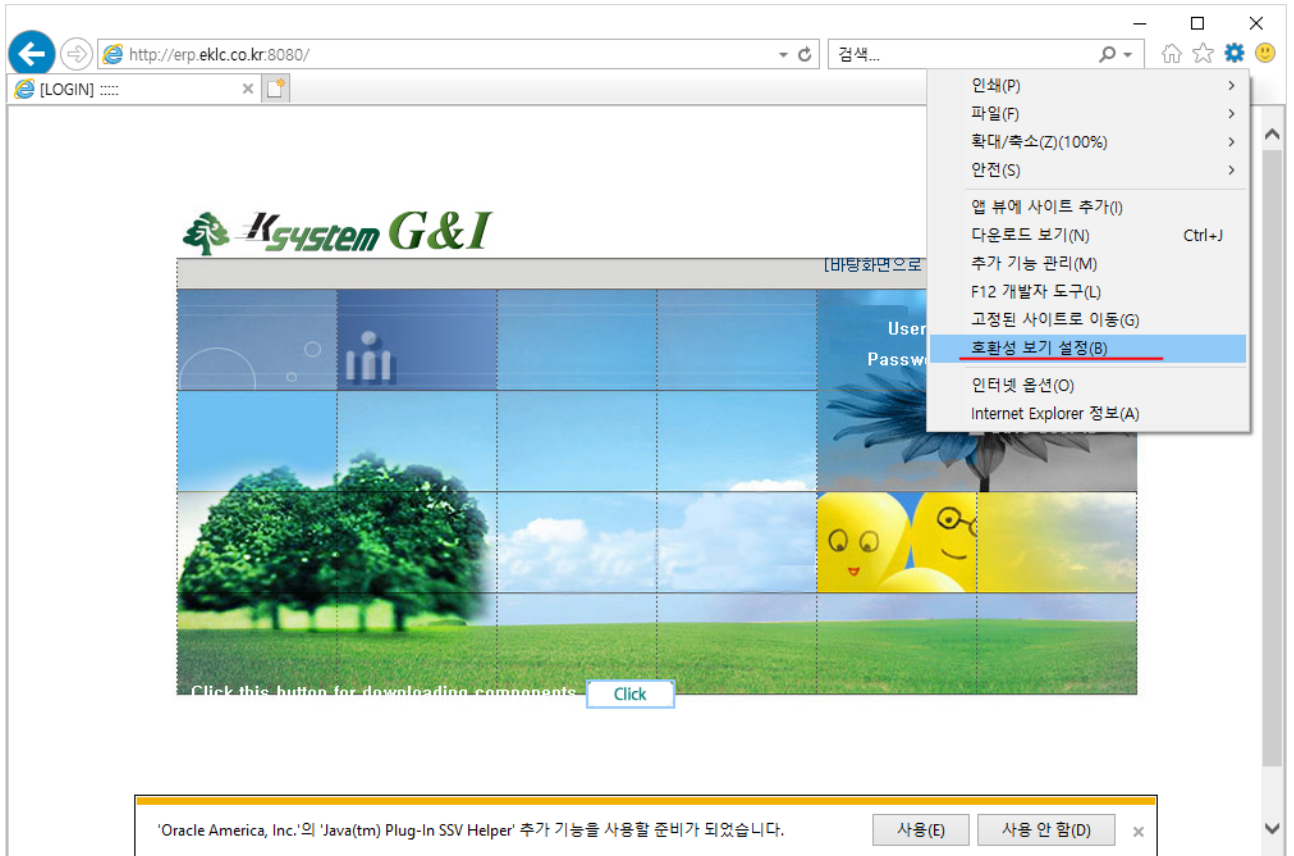 http://erp.eklc.co.kr:8080/
검색...
[LOGIN] :::::
인쇄(P)
파일(F)
확대/축소(Z)(100%)
안전(S)
앱 뷰에 사이트 추가(I)
다운로드 보기(N) Ctrl+J
추가 기능 관리(M)
F12 개발자 도구(L)
고정된 사이트로 이동(G)
호환성 보기 설정(B)
인터넷 옵션(O)
Internet Explorer 정보(A)
Ksystem G&I
[바탕화면으로
User
Passw
Click this button for downloading components
Click
'Oracle America, Inc.'의 'Java(tm) Plug-In SSV Helper' 추가 기능을 사용할 준비가 되었습니다.
사용(E)
사용 안 함(D)